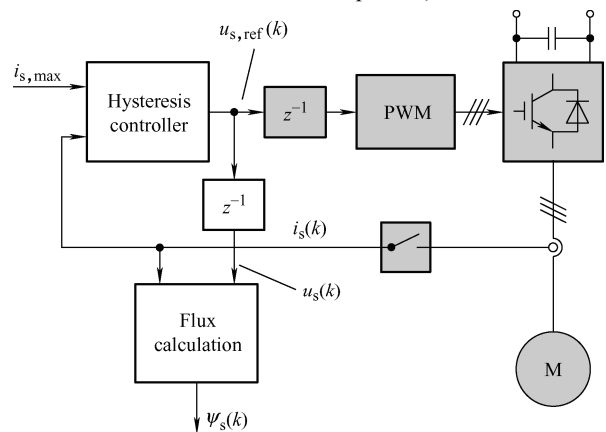 u_s,ref(k)
i_s,max
Hysteresis
controller
z⁻¹
PWM
z⁻¹
i_s(k)
u_s(k)
Flux
calculation
M
ψ_s(k)